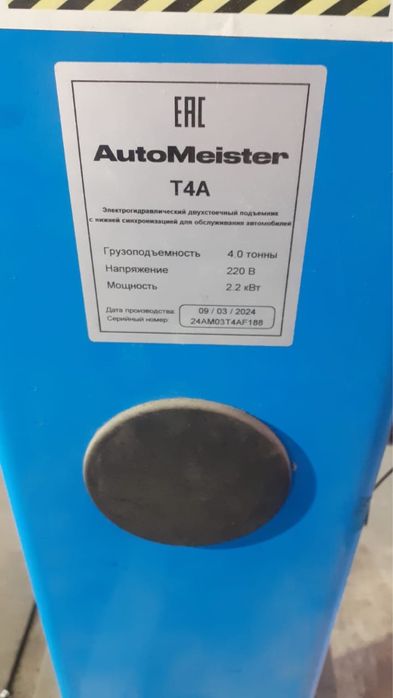 EAC
AutoMeister
T4A
Электрогидравлический двухстоечный подъемник
с нижней синхронизацией для обслуживания автомобилей
Грузоподъемность 4.0 тонны
Напряжение 220 В
Мощность 2.2 кВт
Дата производства: 09 / 03 / 2024
Серийный номер: 24AM03T4AF188